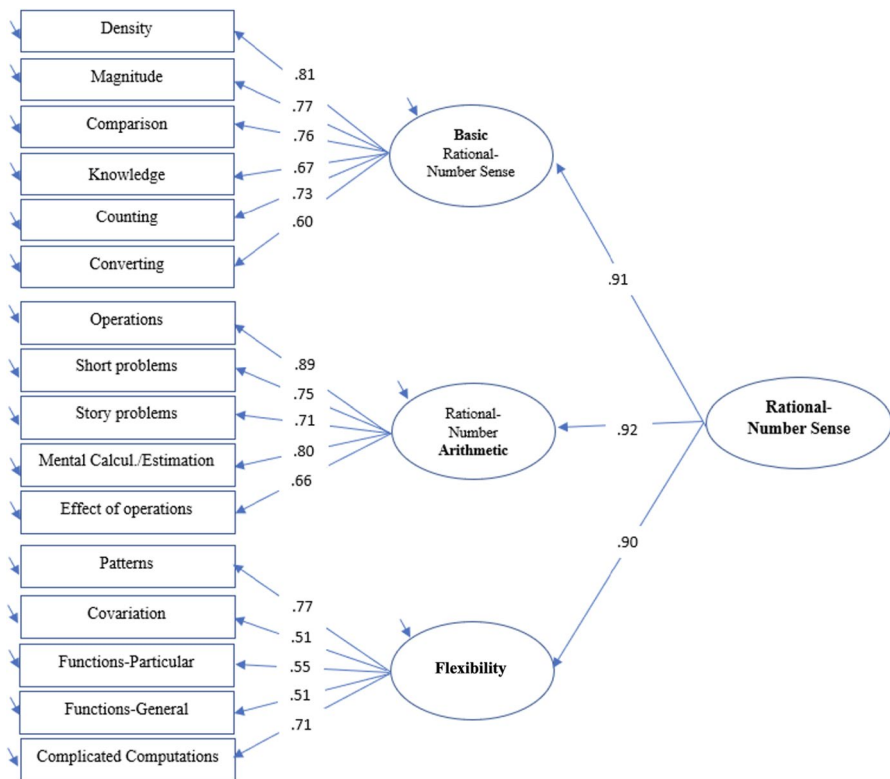 Density
.81
Magnitude
.77
Comparison
.76
Knowledge
.67
Counting
.73
Converting
.60
Basic
Rational-
Number Sense
.91
Operations
.89
Short problems
.75
Story problems
.71
Mental Calcul./Estimation
.80
Effect of operations
.66
Rational-
Number
Arithmetic
.92
Rational-
Number Sense
.90
Patterns
.77
Covariation
.51
Functions-Particular
.55
Functions-General
.51
Complicated Computations
.71
Flexibility